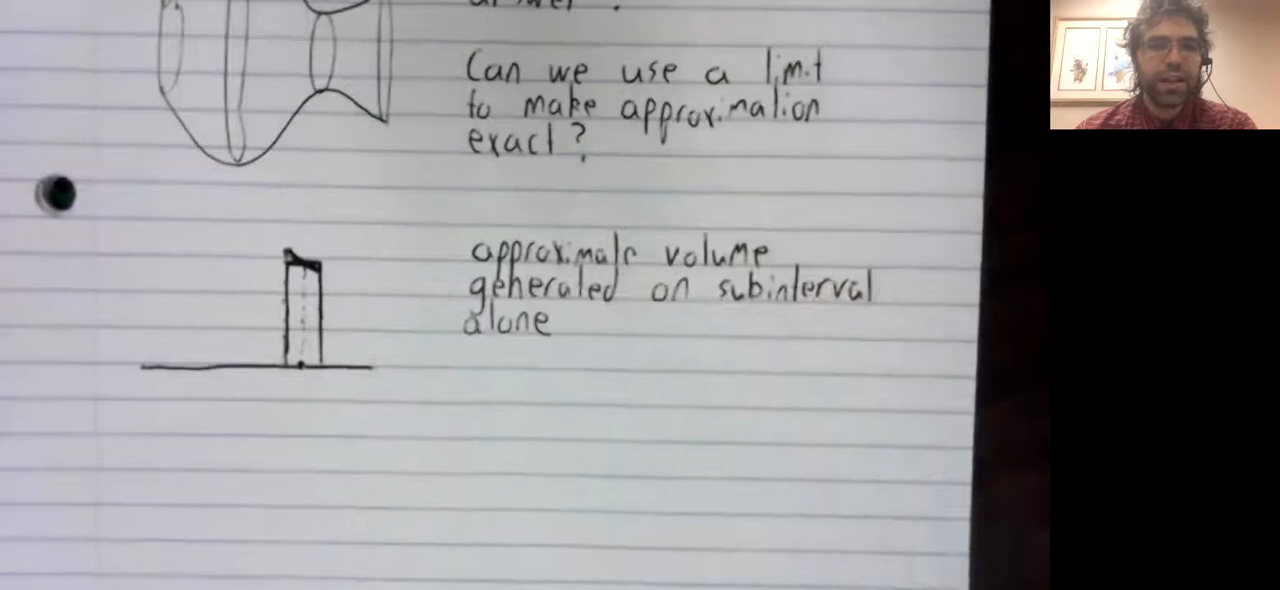 Can we use a limit
to make approximation
exact?
approximate volume
generated on subinterval
alone